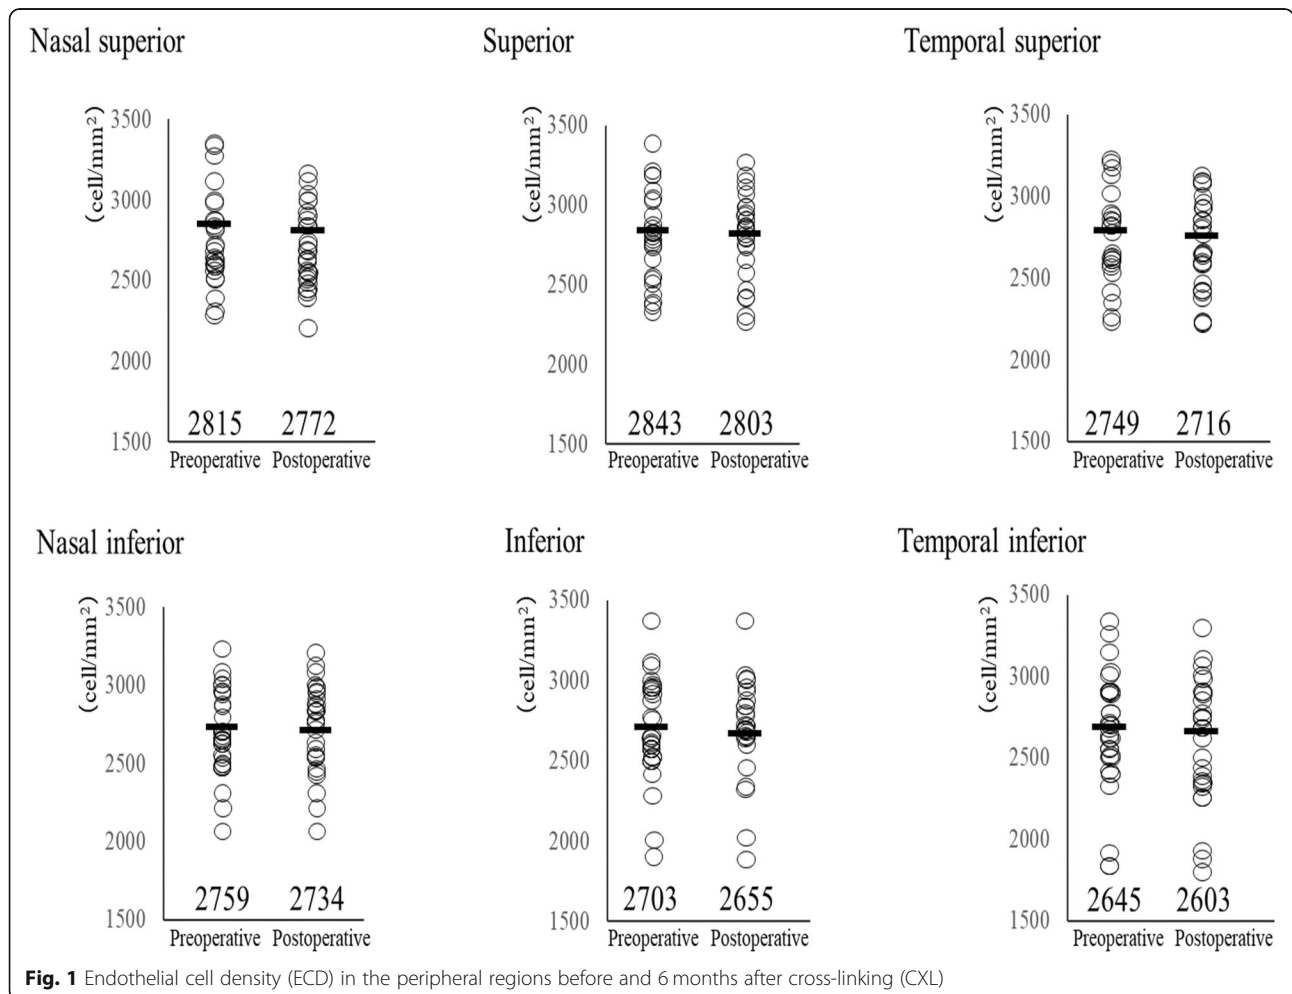 Nasal superior
(cell/mm²)
3500
3000
2500
2000
1500
2815 2772
Preoperative Postoperative
Superior
(cell/mm²)
3500
3000
2500
2000
1500
2843 2803
Preoperative Postoperative
Temporal superior
(cell/mm²)
3500
3000
2500
2000
1500
2749 2716
Preoperative Postoperative
Nasal inferior
(cell/mm²)
3500
3000
2500
2000
1500
2759 2734
Preoperative Postoperative
Inferior
(cell/mm²)
3500
3000
2500
2000
1500
2703 2655
Preoperative Postoperative
Temporal inferior
(cell/mm²)
3500
3000
2500
2000
1500
2645 2603
Preoperative Postoperative
Fig. 1 Endothelial cell density (ECD) in the peripheral regions before and 6 months after cross-linking (CXL)